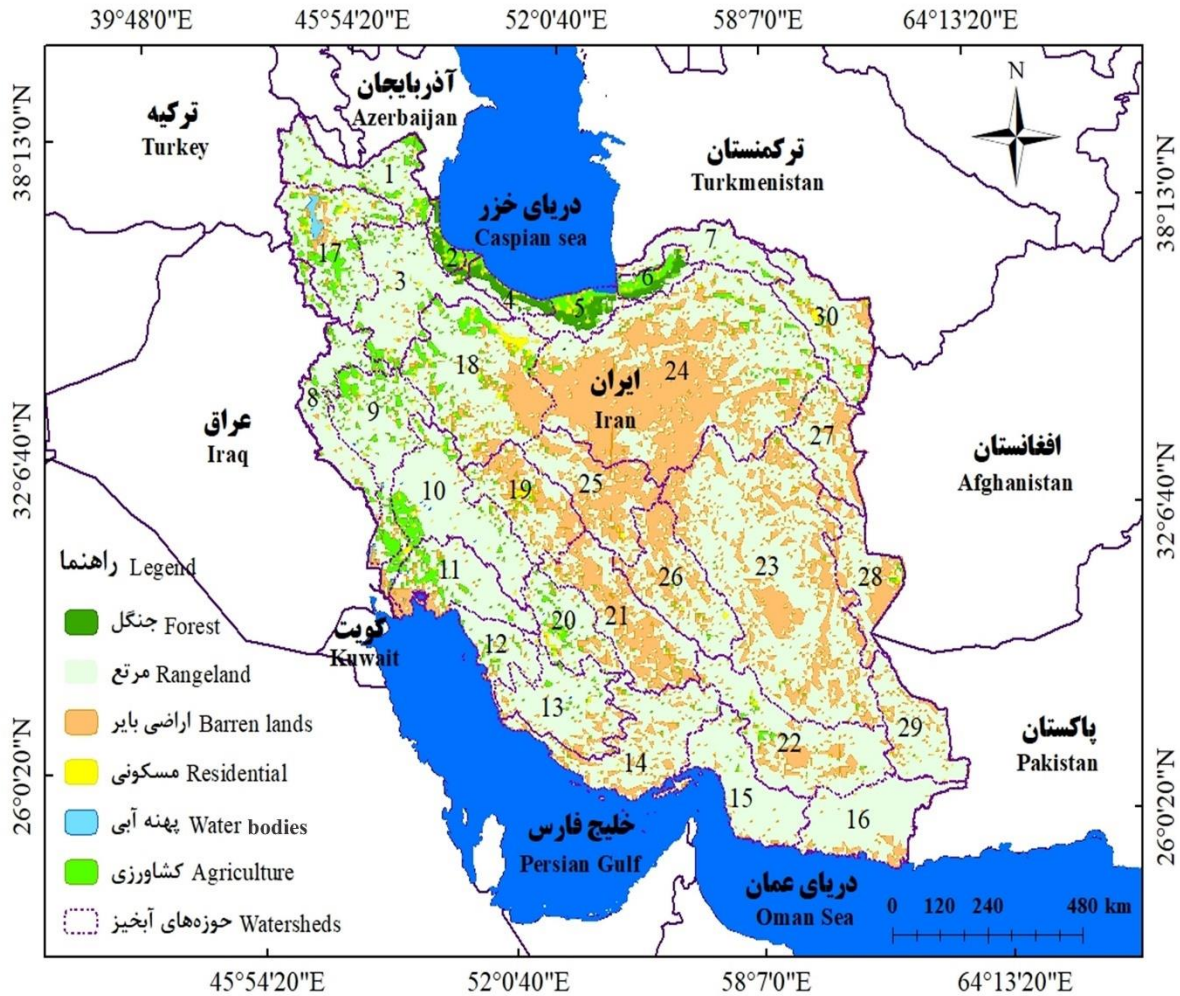 39°48'0"E 45°54'20"E 52°0'40"E 58°7'0"E 64°13'20"E
38°13'0"N
32°6'40"N
26°0'20"N
38°13'0"N
32°6'40"N
26°0'20"N
N
ترکیه
Turkey
آذربایجان
Azerbaijan
ترکمنستان
Turkmenistan
دریای خزر
Caspian sea
1
2
3
4
5
6
7
17
30
18
24
8
9
ایران
Iran
27
عراق
Iraq
افغانستان
Afghanistan
10
19
25
11
26
23
28
20
21
12
13
14
22
29
15
16
کویت
Kuwait
پاکستان
Pakistan
خلیج فارس
Persian Gulf
دریای عمان
Oman Sea
راهنما Legend
جنگل Forest
مرتع Rangeland
اراضی بایر Barren lands
مسکونی Residential
پهنه آبی Water bodies
کشاورزی Agriculture
حوزه‌های آبخیز Watersheds
0 120 240 480 km
45°54'20"E 52°0'40"E 58°7'0"E 64°13'20"E